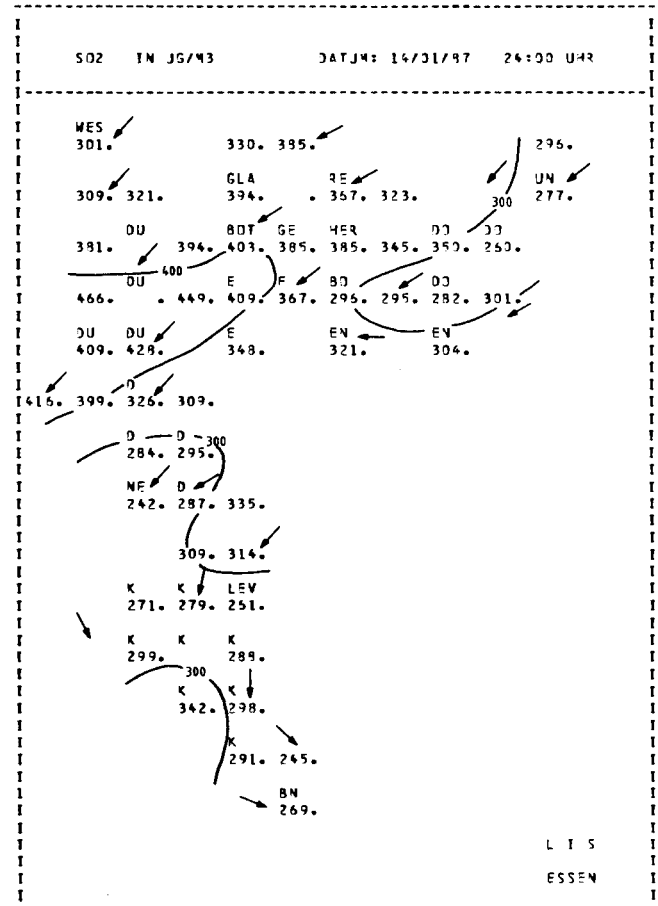 SO2 IN JG/M3 DATJM: 14/01/87 24:00 UHR
WES
301. 330. 385. 296.
GLA RE UN
309. 321. 394. . 367. 323. 300 277.
DU BOT GE HER DO DO
381. 394. 403. 385. 385. 345. 350. 260.
400
DU E E BO DO
466. . 449. 409. 367. 296. 295. 282. 301.
DU DU E EN EN
409. 428. 348. 321. 304.
D
416. 399. 326. 309.
D D 300
284. 295.
NE D
242. 287. 335.
309. 314.
K K LEV
271. 279. 251.
K K K
299. 288.
300
K K
342. 298.
K
291. 245.
BN
269.
L I S
ESSEN